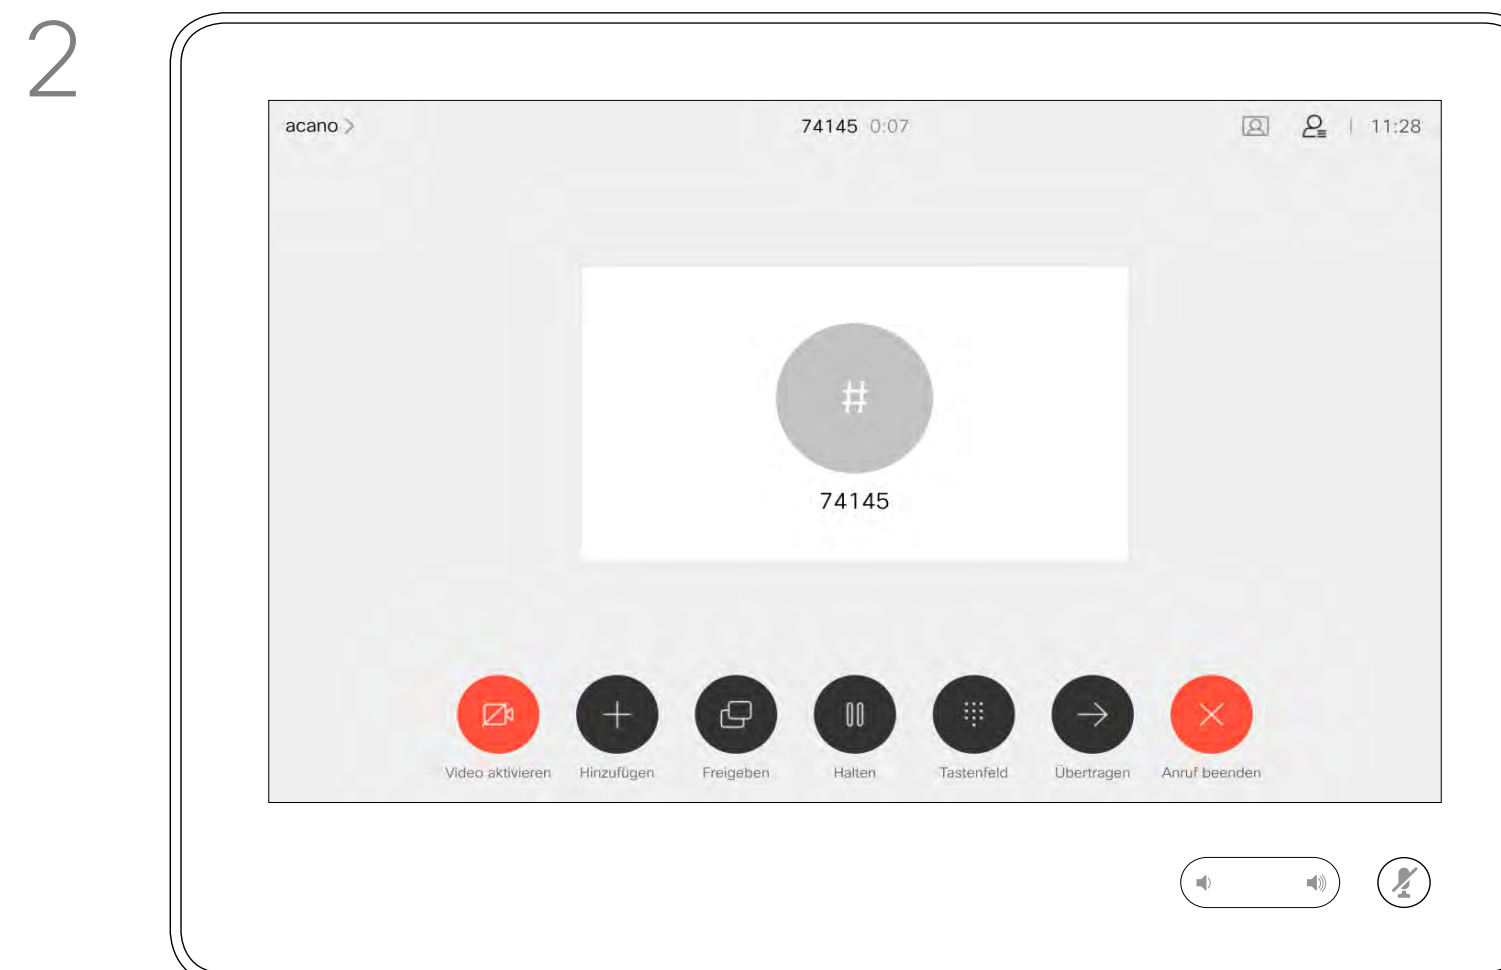 2
acano
74145 0:07
11:28
#
74145
Video aktivieren
Hinzufügen
Freigeben
Halten
Tastenfeld
Übertragen
Anruf beenden